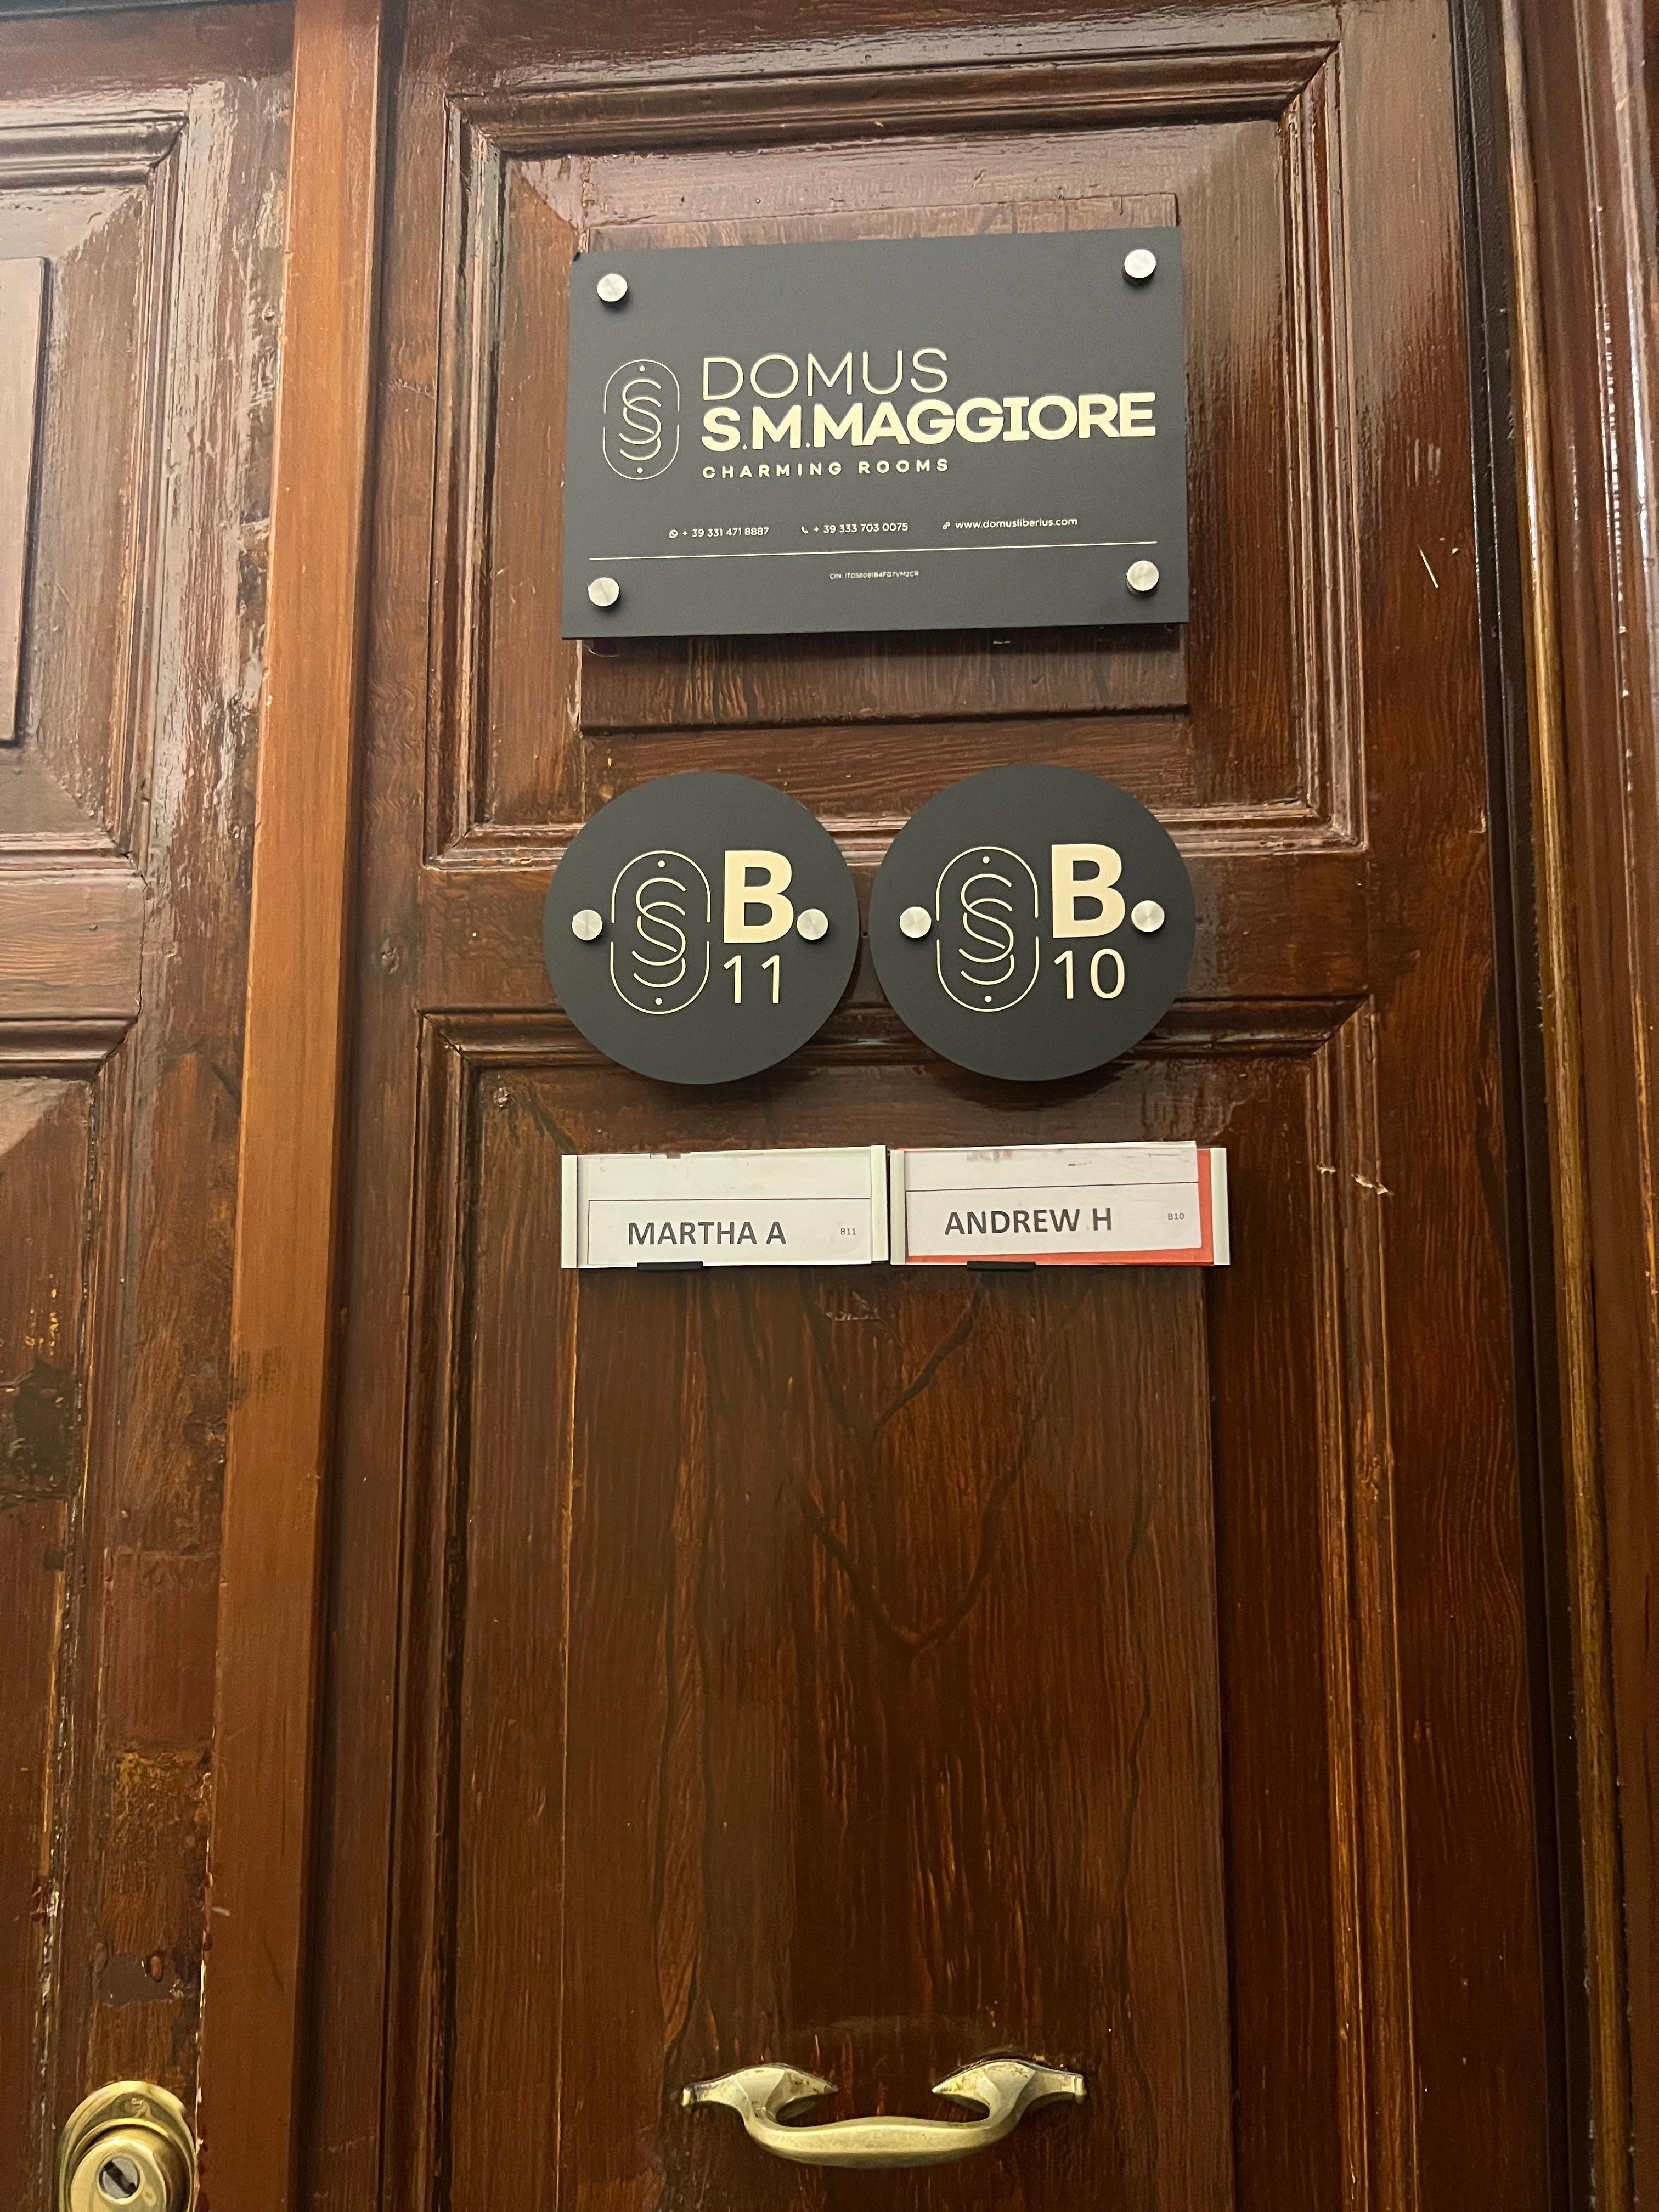 DOMUS
S.M.MAGGIORE
CHARMING ROOMS
+ 39 331 471 8887 + 39 333 703 0075 www.domusliberius.com
CIN:
B
11
B
10
MARTHA A B11
ANDREW H B10